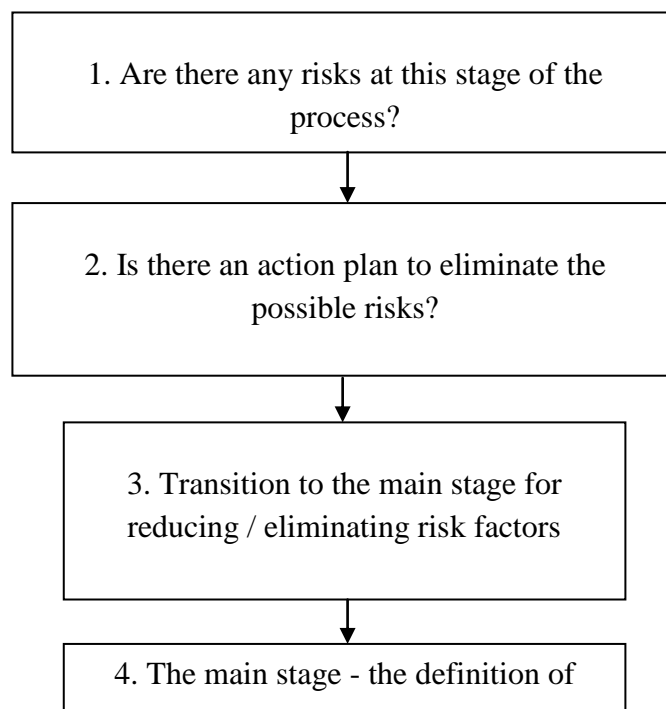 1. Are there any risks at this stage of the
process?
2. Is there an action plan to eliminate the
possible risks?
3. Transition to the main stage for
reducing / eliminating risk factors
4. The main stage - the definition of